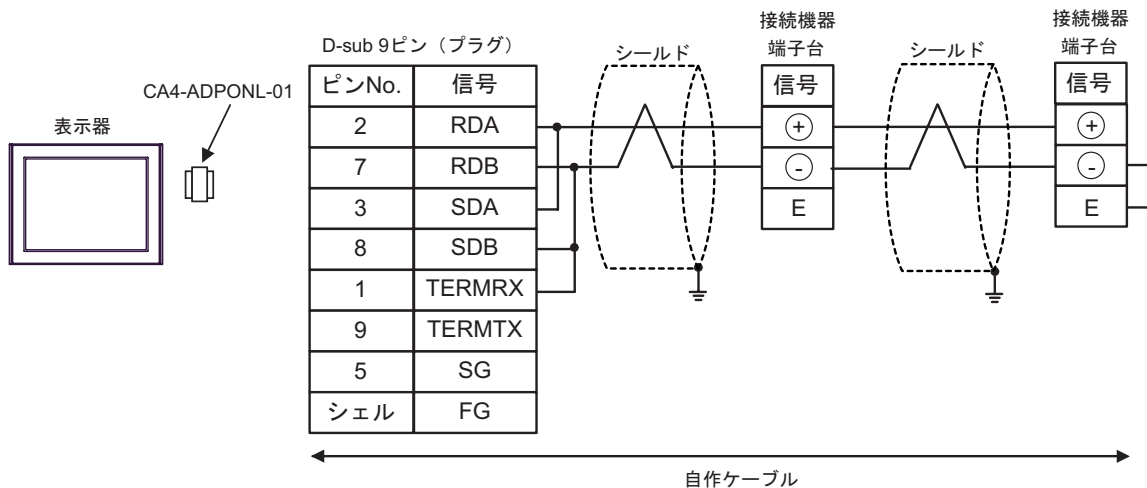 接続機器
端子台
接続機器
端子台
D-sub 9ピン（プラグ）
シールド
シールド
CA4-ADPONL-01
表示器
ピンNo. 信号
2 RDA
7 RDB
3 SDA
8 SDB
1 TERMRX
9 TERMTX
5 SG
シェル FG
信号
+
-
E
信号
+
-
E
自作ケーブル